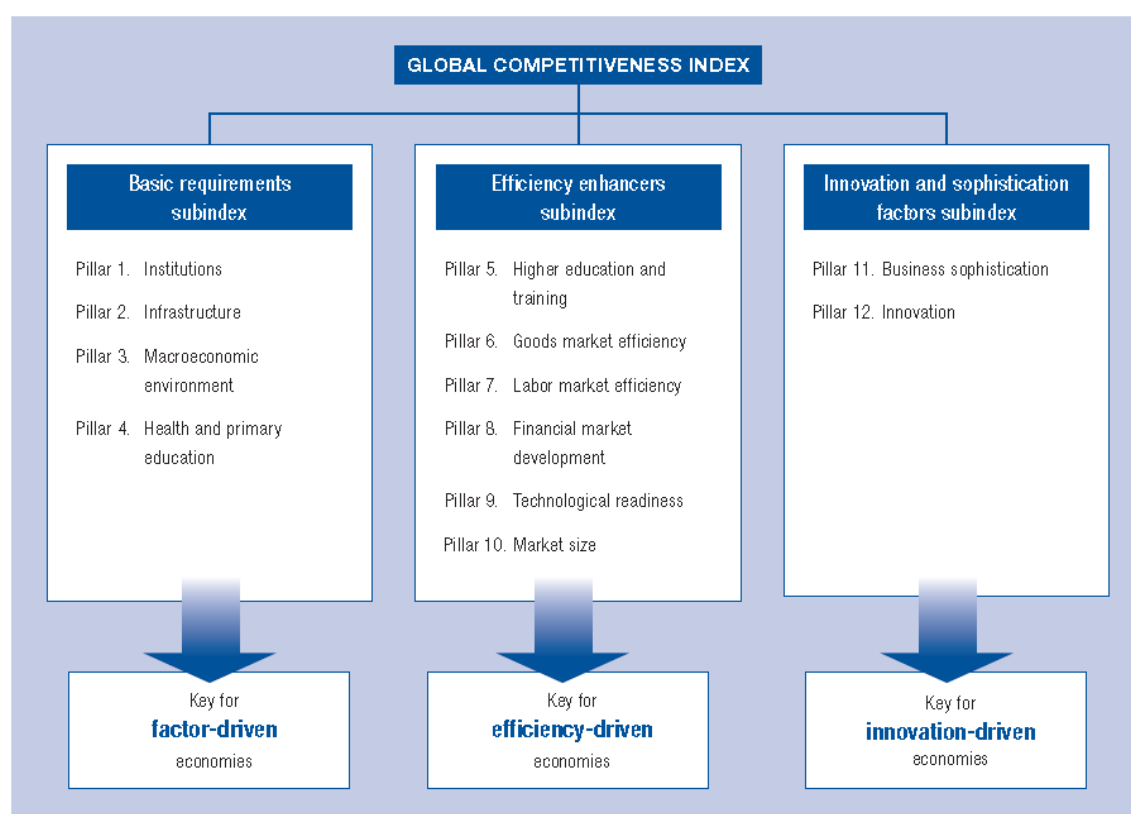 GLOBAL COMPETITIVENESS INDEX
Basic requirements
subindex
Pillar 1. Institutions
Pillar 2. Infrastructure
Pillar 3. Macroeconomic
environment
Pillar 4. Health and primary
education
Key for
factor-driven
economies
Efficiency enhancers
subindex
Pillar 5. Higher education and
training
Pillar 6. Goods market efficiency
Pillar 7. Labor market efficiency
Pillar 8. Financial market
development
Pillar 9. Technological readiness
Pillar 10. Market size
Key for
efficiency-driven
economies
Innovation and sophistication
factors subindex
Pillar 11. Business sophistication
Pillar 12. Innovation
Key for
innovation-driven
economies